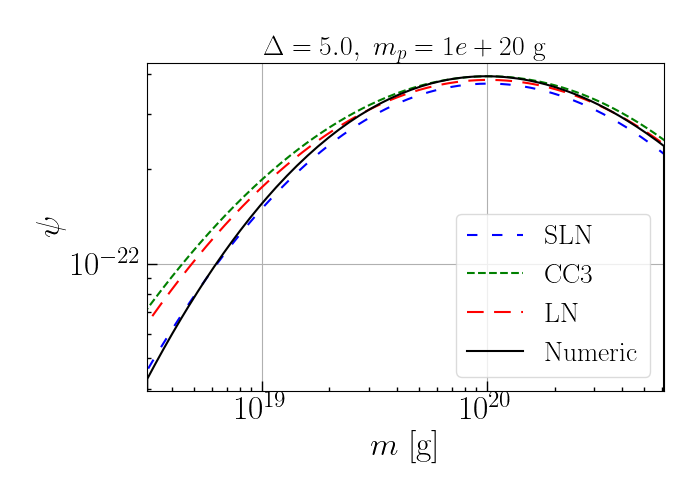 Δ = 5.0, m_p = 1e + 20 g
ψ
10^{-22}
SLN
CC3
LN
Numeric
10^{19}
10^{20}
m [g]